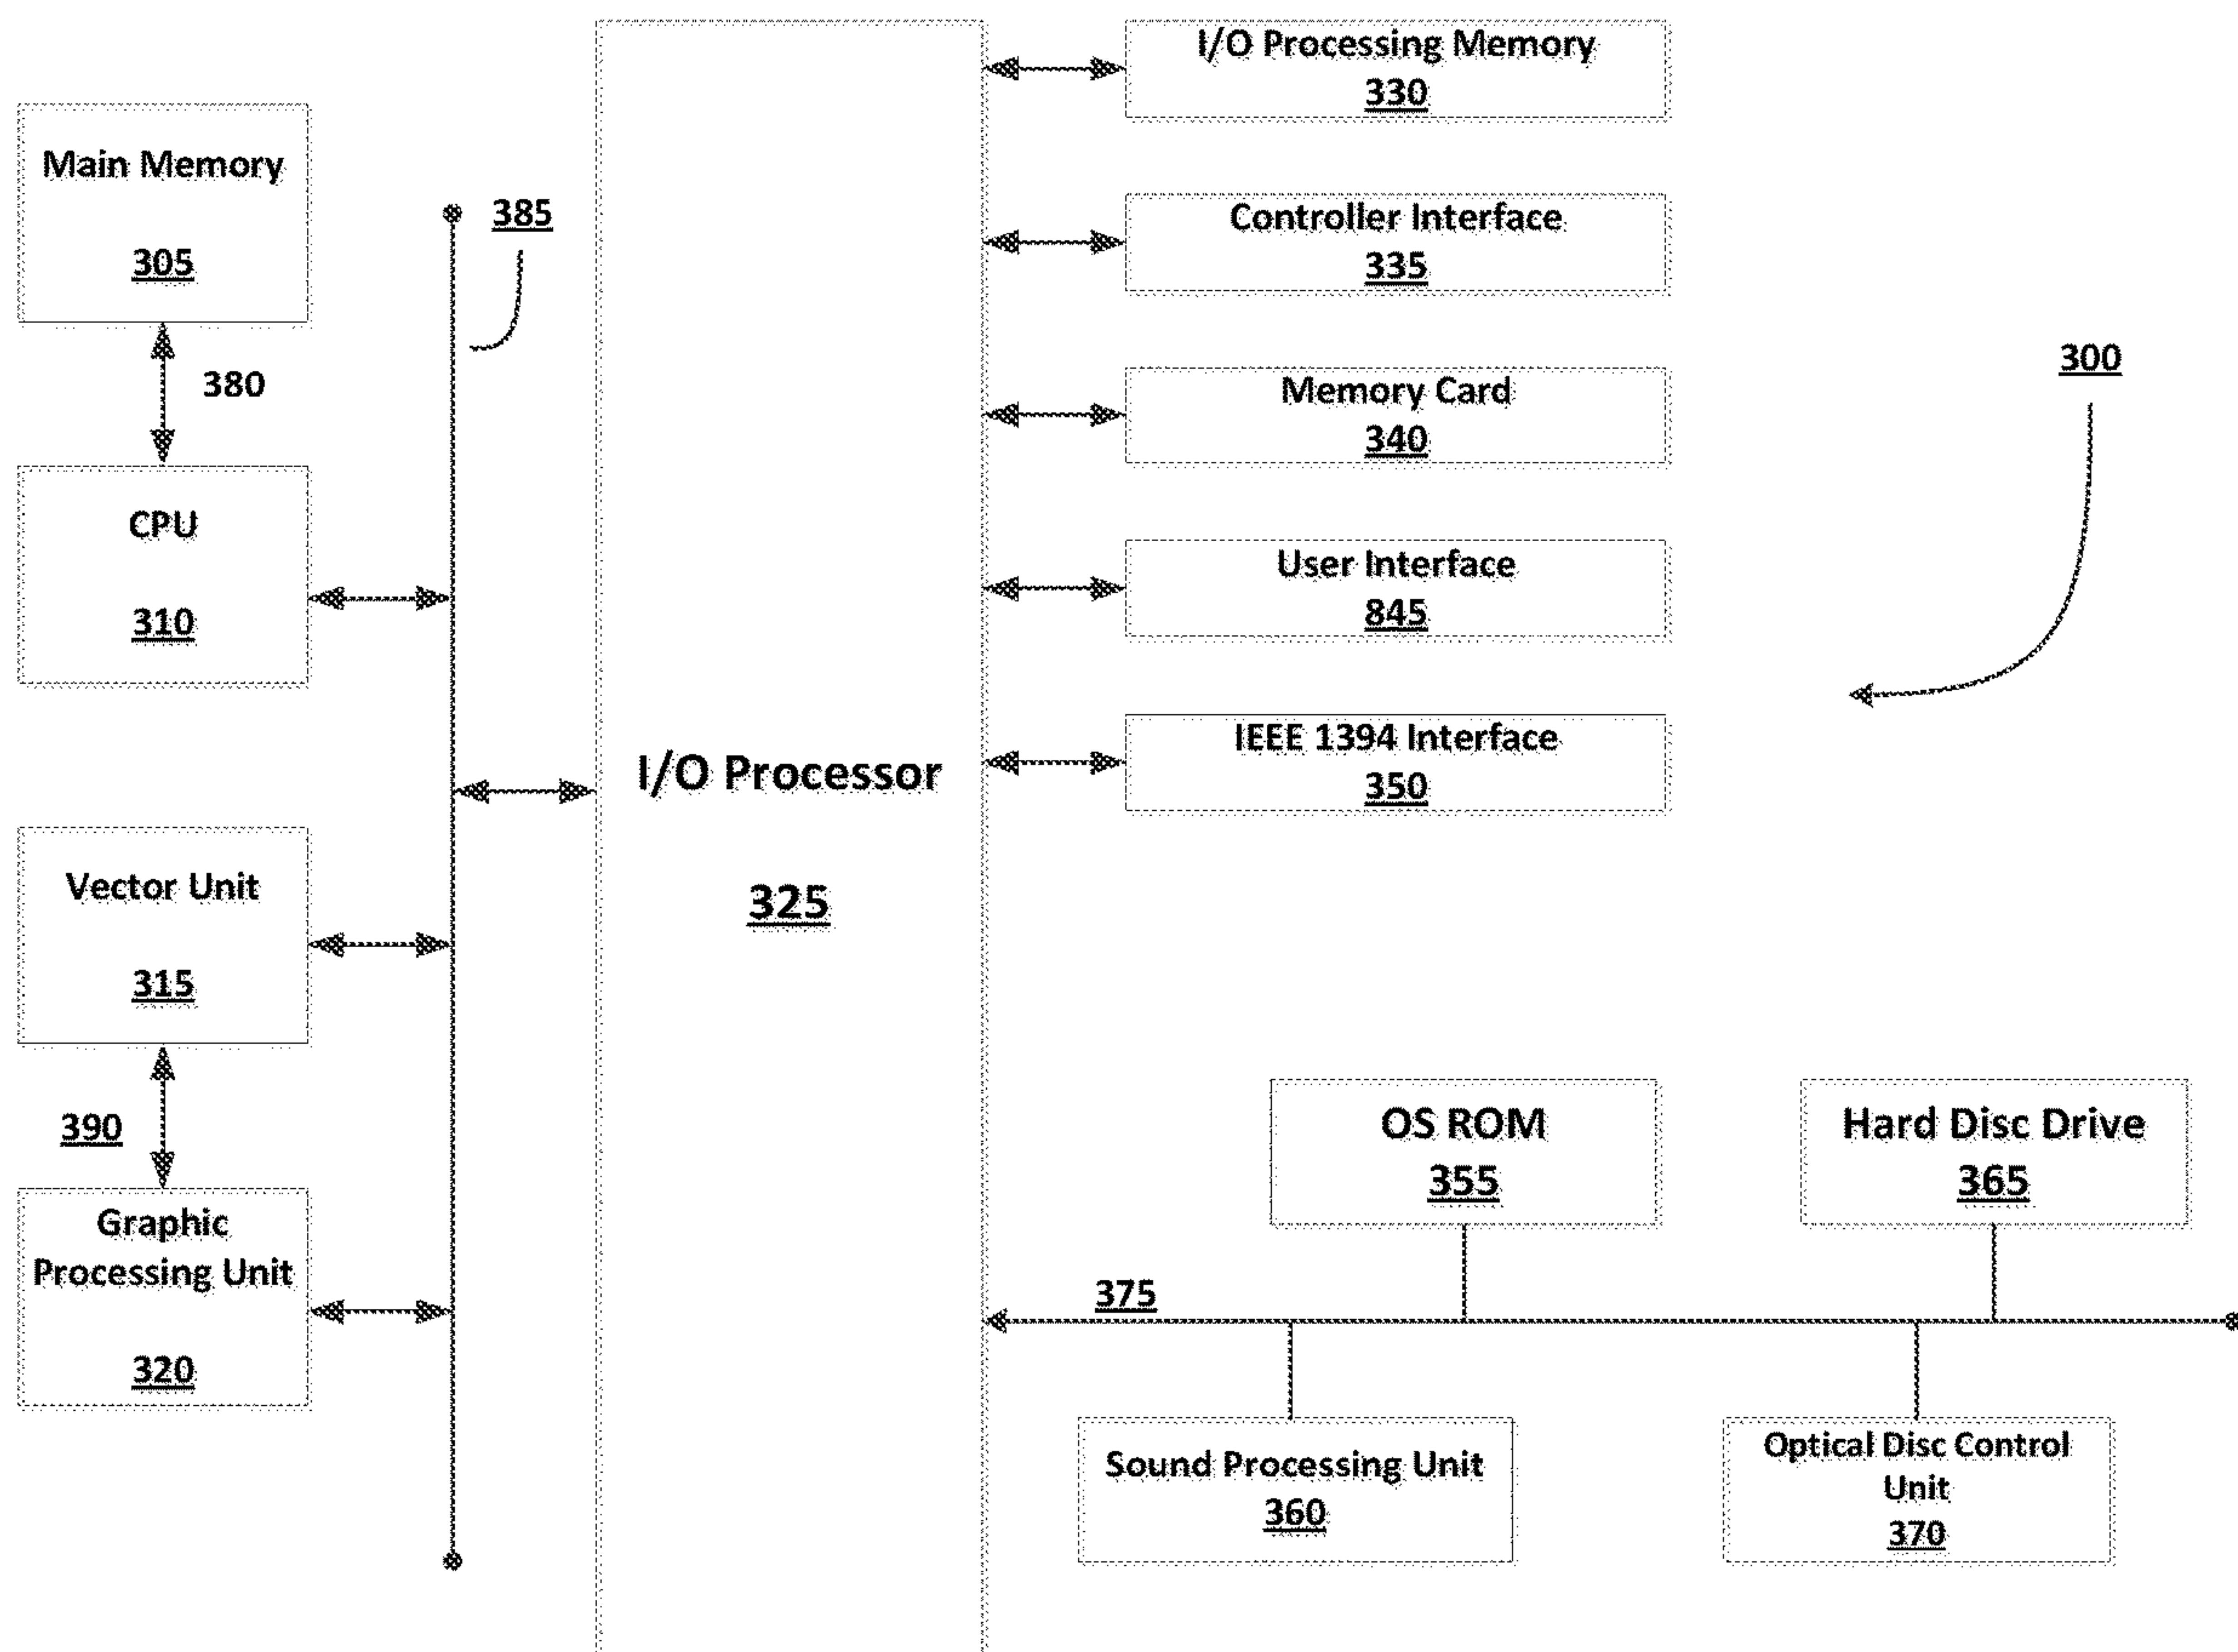 Main Memory
305
380
CPU
310
Vector Unit
315
390
Graphic
Processing Unit
320
385
I/O Processor
325
I/O Processing Memory
330
Controller Interface
335
Memory Card
340
User Interface
845
IEEE 1394 Interface
350
300
OS ROM
355
Hard Disc Drive
365
375
Sound Processing Unit
360
Optical Disc Control
Unit
370